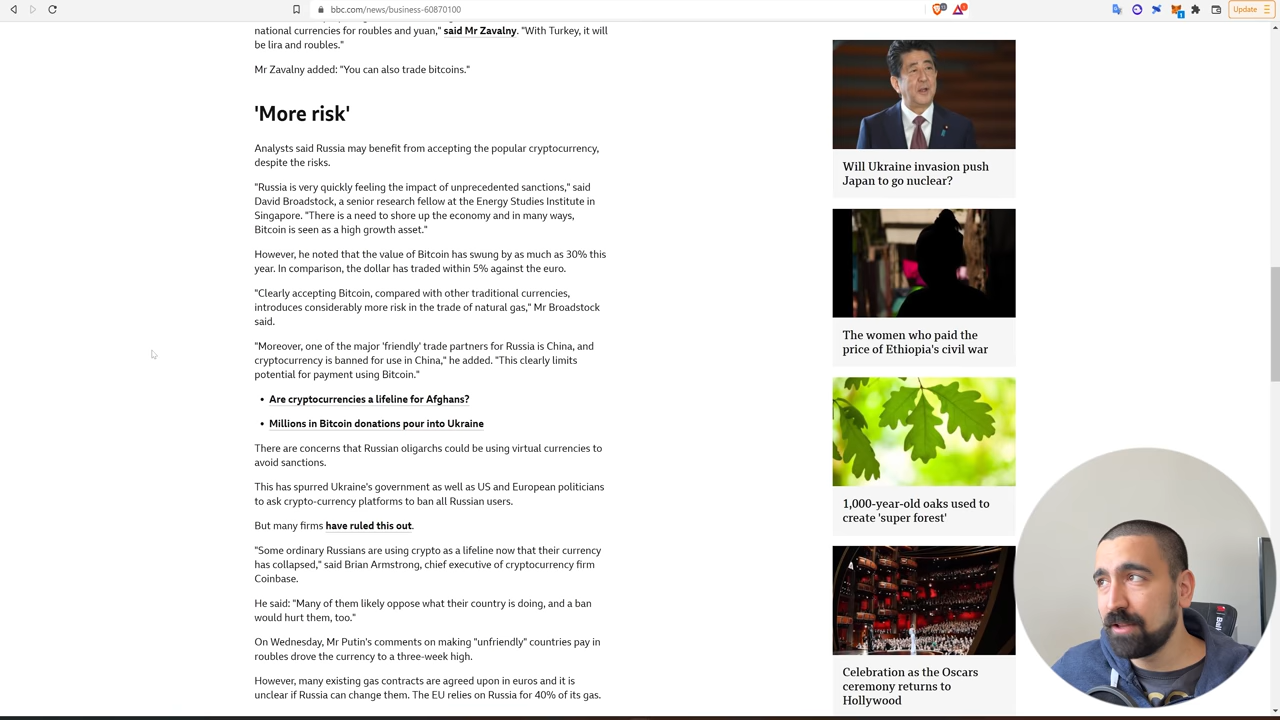 bbc.com/news/business-60870100
Update
national currencies for roubles and yuan," said Mr Zavalny. "With Turkey, it will
be lira and roubles."
Mr Zavalny added: "You can also trade bitcoins."
'More risk'
Analysts said Russia may benefit from accepting the popular cryptocurrency,
despite the risks.
"Russia is very quickly feeling the impact of unprecedented sanctions," said
David Broadstock, a senior research fellow at the Energy Studies Institute in
Singapore. "There is a need to shore up the economy and in many ways,
Bitcoin is seen as a high growth asset."
However, he noted that the value of Bitcoin has swung by as much as 30% this
year. In comparison, the dollar has traded within 5% against the euro.
"Clearly accepting Bitcoin, compared with other traditional currencies,
introduces considerably more risk in the trade of natural gas," Mr Broadstock
said.
"Moreover, one of the major 'friendly' trade partners for Russia is China, and
cryptocurrency is banned for use in China," he added. "This clearly limits
potential for payment using Bitcoin."
• Are cryptocurrencies a lifeline for Afghans?
• Millions in Bitcoin donations pour into Ukraine
There are concerns that Russian oligarchs could be using virtual currencies to
avoid sanctions.
This has spurred Ukraine's government as well as US and European politicians
to ask crypto-currency platforms to ban all Russian users.
But many firms have ruled this out.
"Some ordinary Russians are using crypto as a lifeline now that their currency
has collapsed," said Brian Armstrong, chief executive of cryptocurrency firm
Coinbase.
He said: "Many of them likely oppose what their country is doing, and a ban
would hurt them, too."
On Wednesday, Mr Putin's comments on making "unfriendly" countries pay in
roubles drove the currency to a three-week high.
However, many existing gas contracts are agreed upon in euros and it is
unclear if Russia can change them. The EU relies on Russia for 40% of its gas.
Will Ukraine invasion push
Japan to go nuclear?
The women who paid the
price of Ethiopia's civil war
1,000-year-old oaks used to
create 'super forest'
Celebration as the Oscars
ceremony returns to
Hollywood